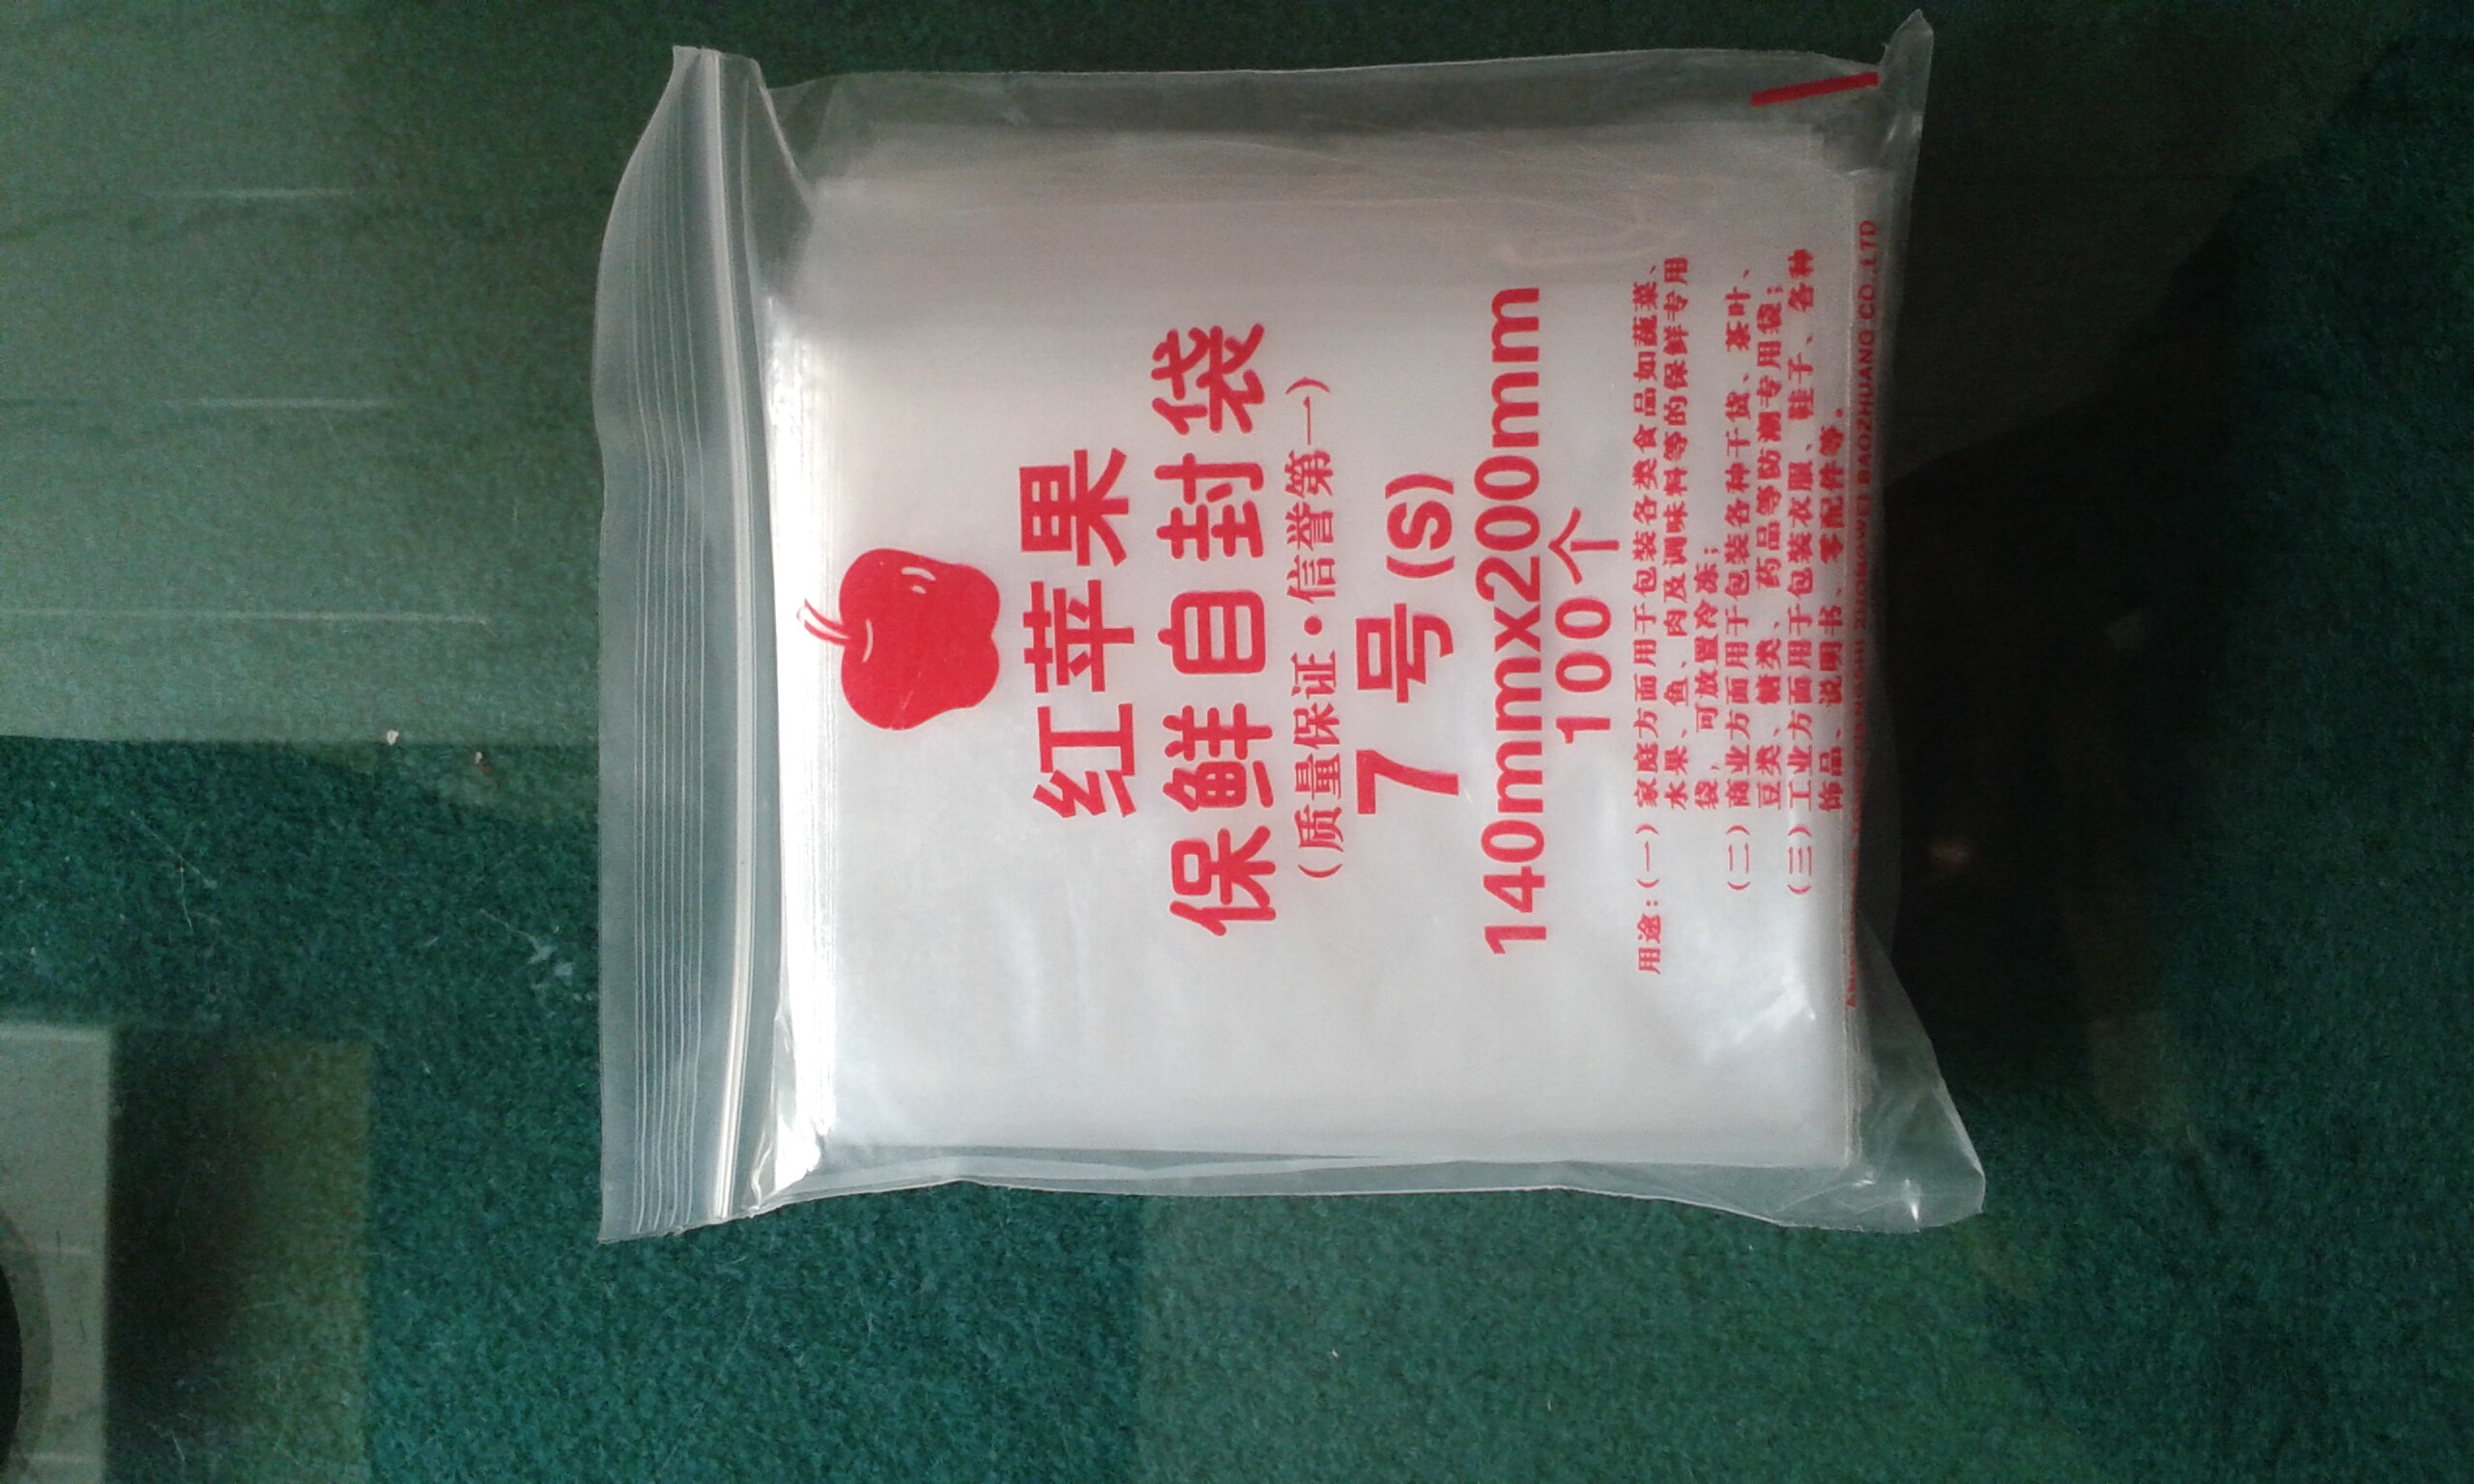 红苹果
保鲜自封袋
（质量保证·信誉第一）
7号(S)
140mmx200mm
100个
用途：（一）家庭方面用于包装各类食品如蔬菜、
水果、鱼、肉及调味料等的保鲜专用
袋，可放置冷冻；
（二）商业方面用于包装各种干货、茶叶、
豆类、糖类、药品等防潮专用袋；
（三）工业方面用于包装衣服、鞋子、各种
饰品、说明书、零配件等。
BAOZHUANG CO.,LTD